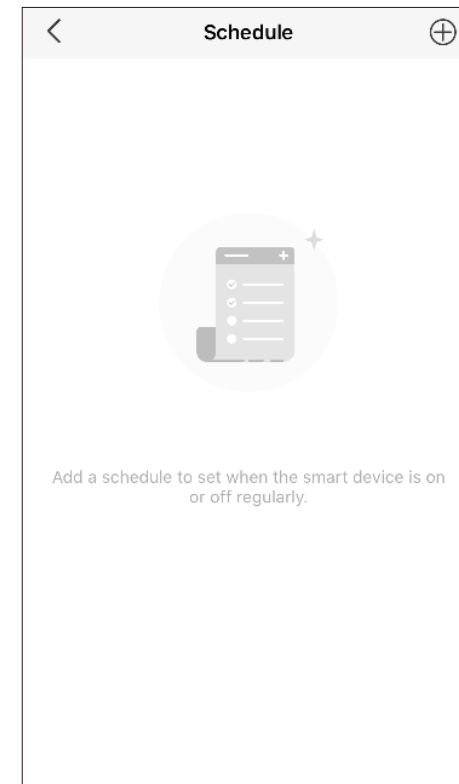 Schedule
Add a schedule to set when the smart device is on
or off regularly.